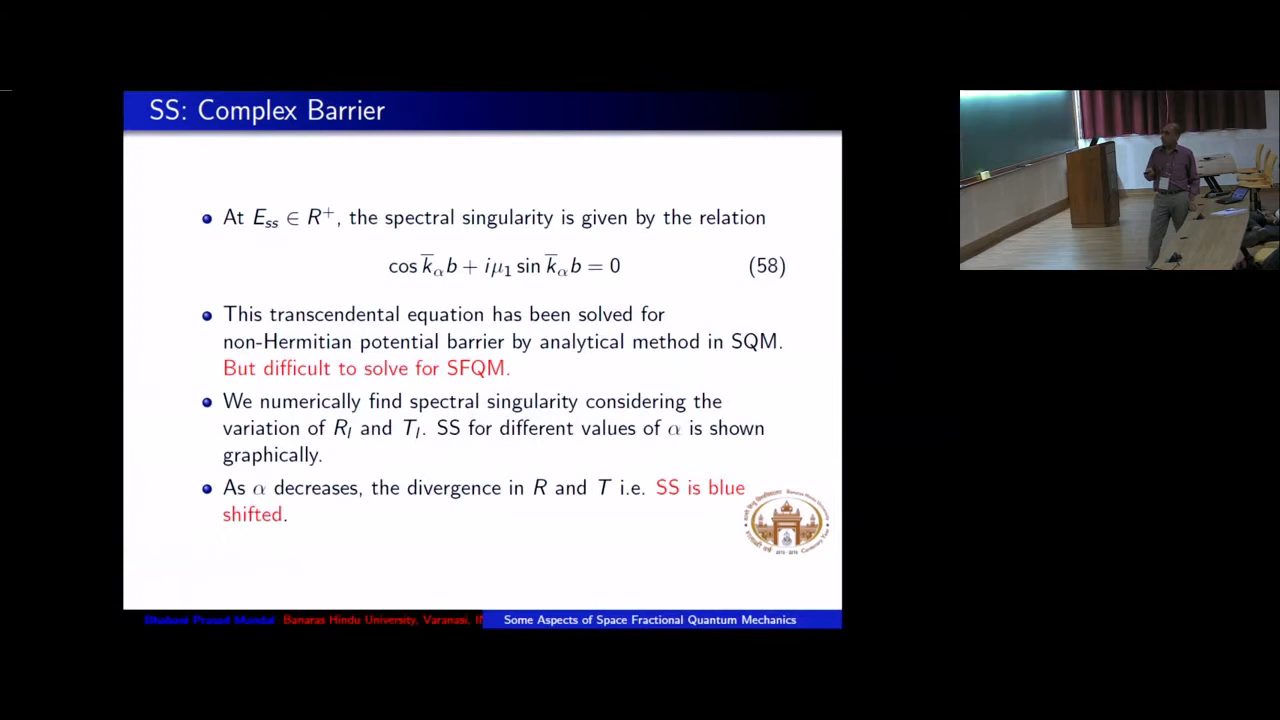 SS: Complex Barrier
At E_ss ∈ R⁺, the spectral singularity is given by the relation
cos k̅_α b + iμ₁ sin k̅_α b = 0 (58)
This transcendental equation has been solved for
non-Hermitian potential barrier by analytical method in SQM.
But difficult to solve for SFQM.
We numerically find spectral singularity considering the
variation of R_l and T_l. SS for different values of α is shown
graphically.
As α decreases, the divergence in R and T i.e. SS is blue
shifted.
Bhabani Prasad Mandal Banaras Hindu University, Varanasi, I Some Aspects of Space Fractional Quantum Mechanics